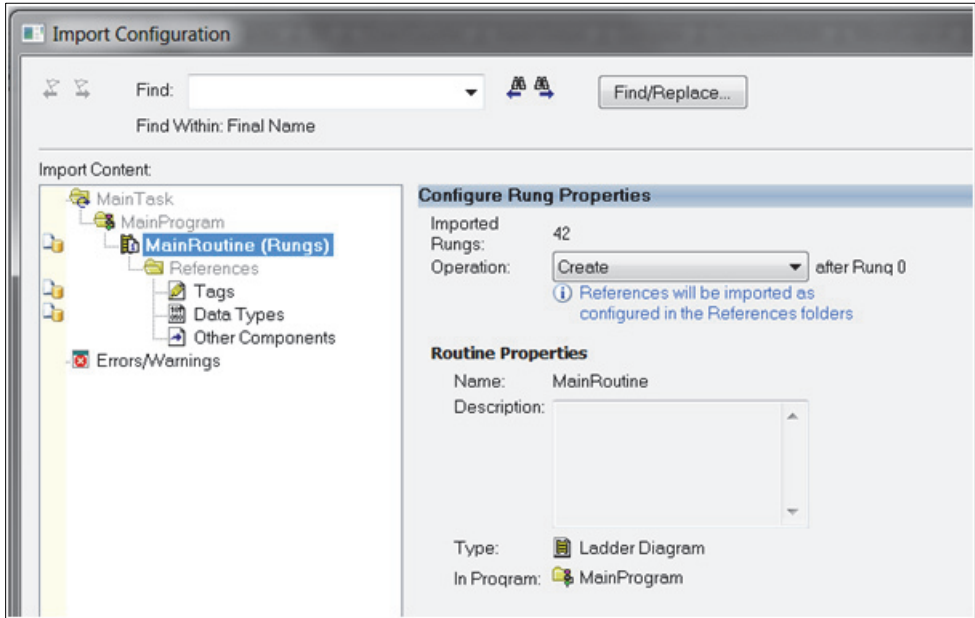 Import Configuration
Find:
Find/Replace...
Find Within: Final Name
Import Content:
MainTask
MainProgram
MainRoutine (Rungs)
References
Tags
Data Types
Other Components
Errors/Warnings
Configure Rung Properties
Imported
Rungs:
42
Operation:
Create
after Rung 0
References will be imported as
configured in the References folders
Routine Properties
Name:
MainRoutine
Description:
Type:
Ladder Diagram
In Program:
MainProgram